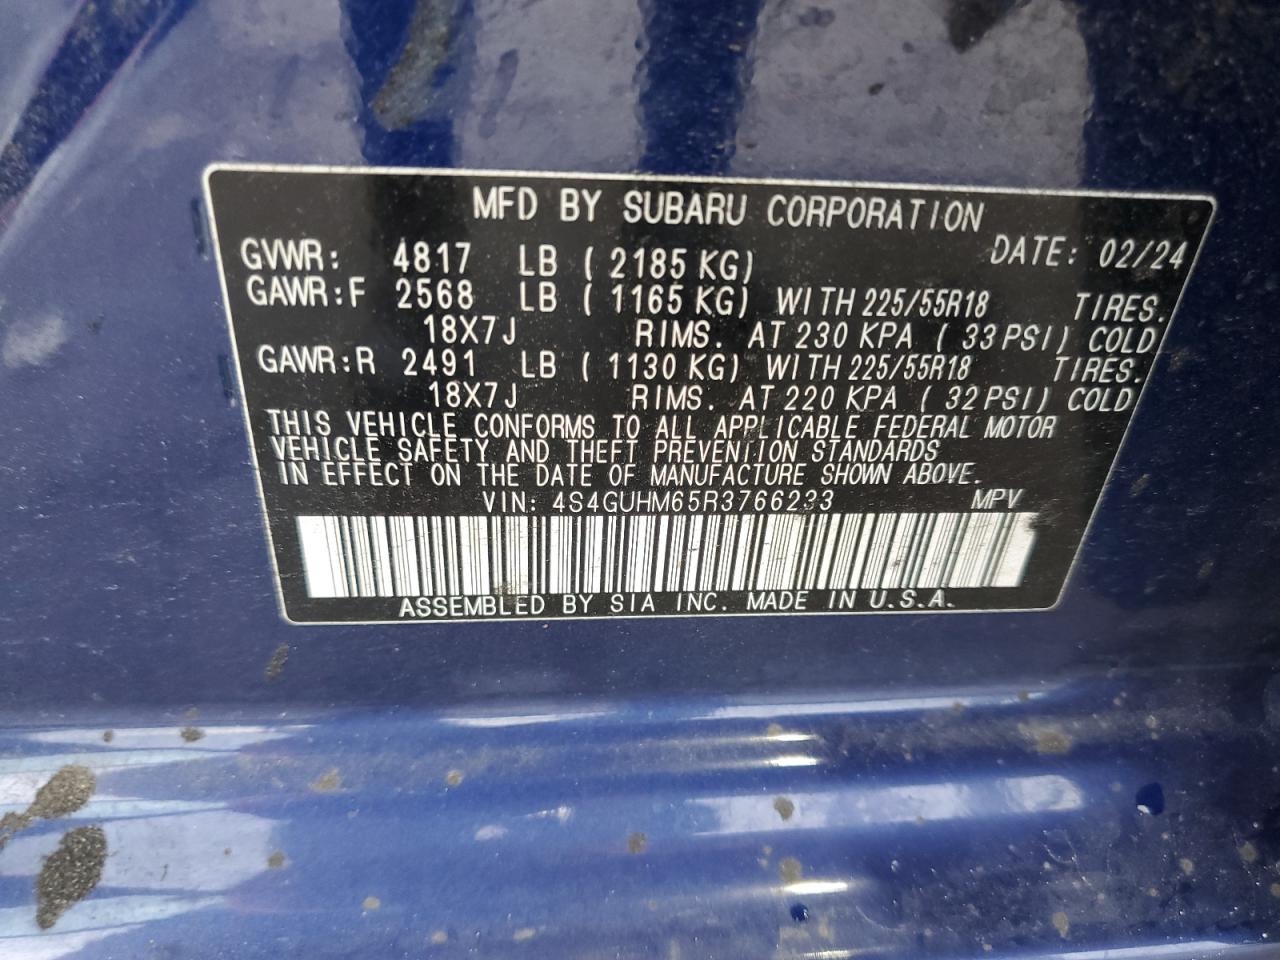 MFD BY SUBARU CORPORATION
GVWR: 4817 LB ( 2185 KG) DATE: 02/24
GAWR:F 2568 LB ( 1165 KG) WITH 225/55R18 TIRES.
18X7J RIMS. AT 230 KPA ( 33 PSI) COLD
GAWR:R 2491 LB ( 1130 KG) WITH 225/55R18 TIRES.
18X7J RIMS. AT 220 KPA ( 32 PSI) COLD
THIS VEHICLE CONFORMS TO ALL APPLICABLE FEDERAL MOTOR
VEHICLE SAFETY AND THEFT PREVENTION STANDARDS
IN EFFECT ON THE DATE OF MANUFACTURE SHOWN ABOVE.
VIN: 4S4GUHM65R3766233 MPV
ASSEMBLED BY SIA INC. MADE IN U.S.A.